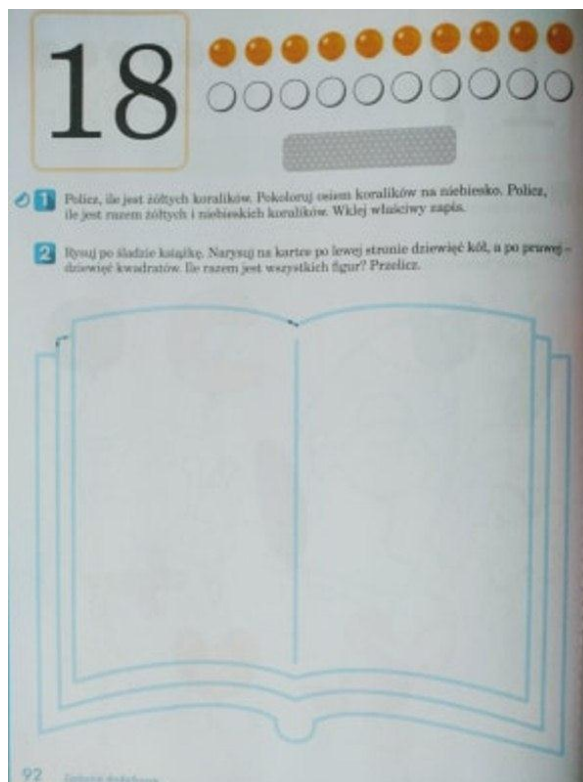 18
1 Policz, ile jest żółtych koralików. Pokoloruj osiem koralików na niebiesko. Policz,
ile jest razem żółtych i niebieskich koralików. Wklej właściwy zapis.
2 Rysuj po śladzie książkę. Narysuj na kartce po lewej stronie dziewięć kół, a po prawej –
dziewięć kwadratów. Ile razem jest wszystkich figur? Przelicz.
92